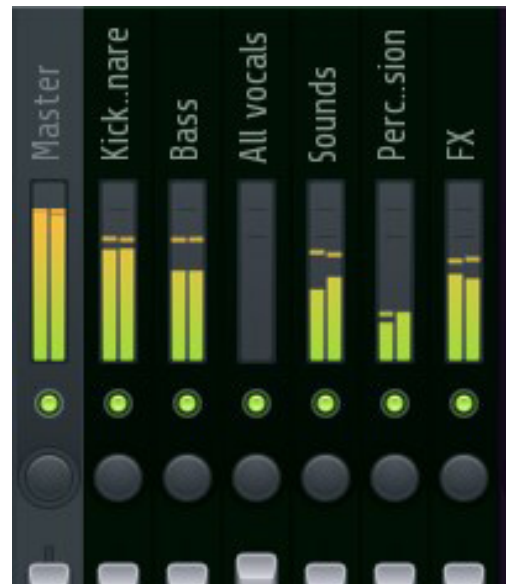 Master
Kick..nare
Bass
All vocals
Sounds
Perc..sion
FX